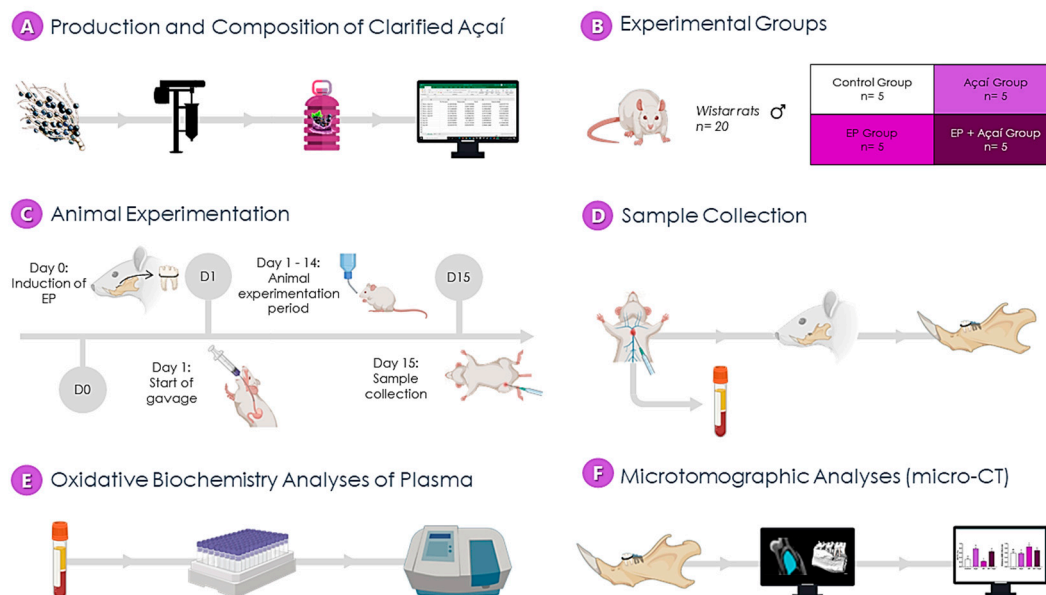 A Production and Composition of Clarified Açaí
B Experimental Groups
Wistar rats ♂
n= 20
Control Group
n= 5
Açaí Group
n= 5
EP Group
n= 5
EP + Açaí Group
n= 5
C Animal Experimentation
Day 0:
Induction of
EP
D1
Day 1 - 14:
Animal
experimentation
period
D15
D0
Day 1:
Start of
gavage
Day 15:
Sample
collection
D Sample Collection
E Oxidative Biochemistry Analyses of Plasma
F Microtomographic Analyses (micro-CT)